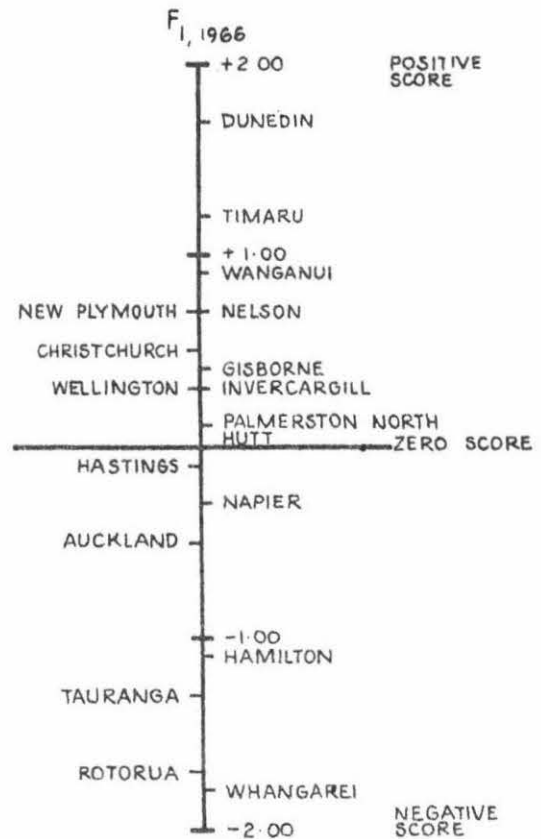 F1, 1966
+2·00 POSITIVE
SCORE
DUNEDIN
TIMARU
+1·00
WANGANUI
NEW PLYMOUTH NELSON
CHRISTCHURCH
GISBORNE
WELLINGTON INVERCARGILL
PALMERSTON NORTH
HUTT
ZERO SCORE
HASTINGS
NAPIER
AUCKLAND
-1·00
HAMILTON
TAURANGA
ROTORUA
WHANGAREI
NEGATIVE
-2·00 SCORE